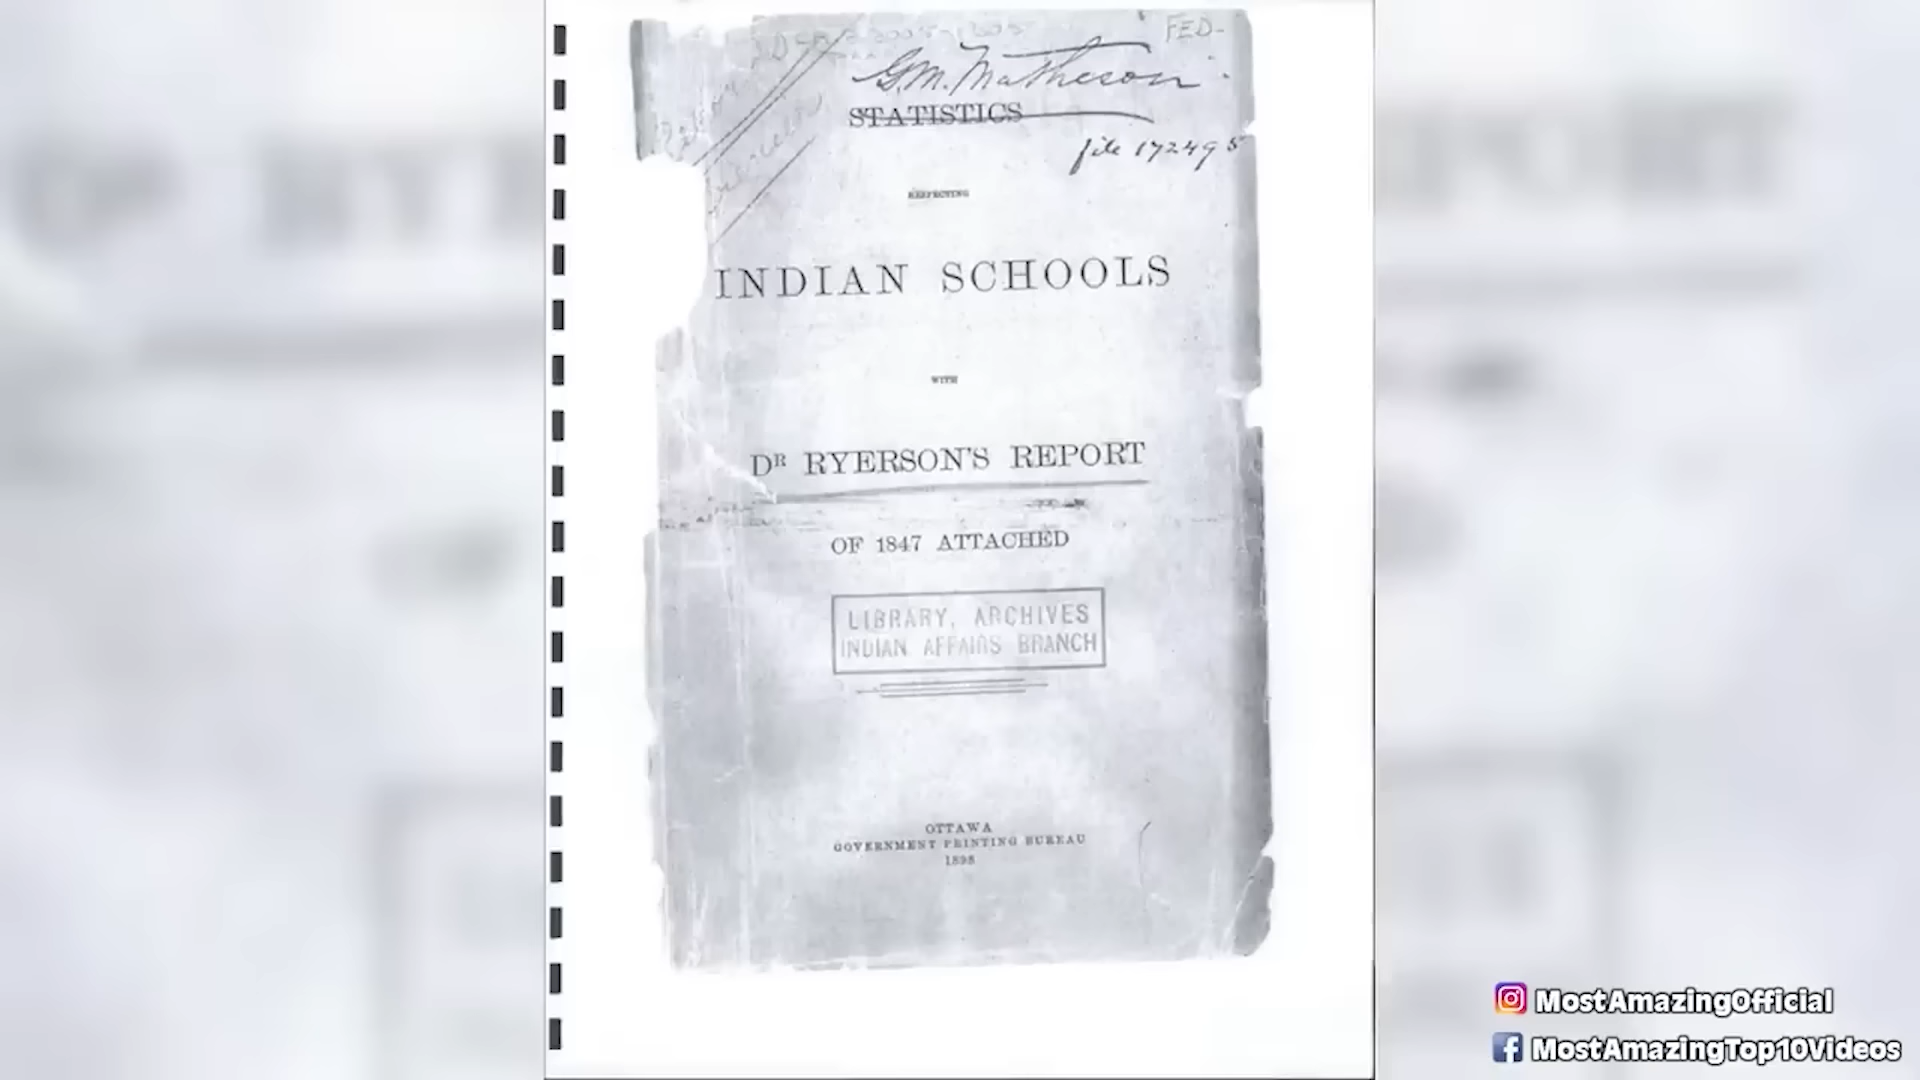 FED-
G.M. Matheson
STATISTICS
file 172495
RESPECTING
INDIAN SCHOOLS
WITH
DR RYERSON'S REPORT
OF 1847 ATTACHED
LIBRARY, ARCHIVES
INDIAN AFFAIRS BRANCH
OTTAWA
GOVERNMENT PRINTING BUREAU
1898
MostAmazingOfficial
MostAmazingTop10Videos